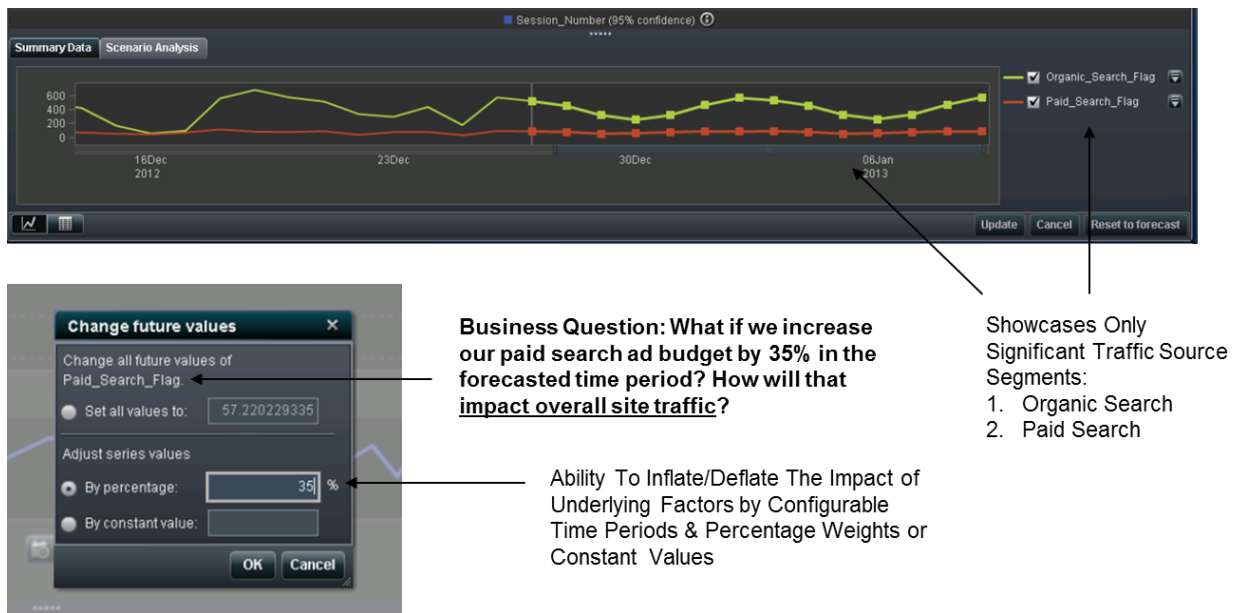 Session_Number (95% confidence)
Summary Data
Scenario Analysis
600
400
200
0
16Dec
2012
23Dec
30Dec
06Jan
2013
Organic_Search_Flag
Paid_Search_Flag
Update
Cancel
Reset to forecast
Change future values
Change all future values of
Paid_Search_Flag.
Set all values to:
57.220229335
Adjust series values
By percentage:
35
%
By constant value:
OK
Cancel
Business Question: What if we increase
our paid search ad budget by 35% in the
forecasted time period? How will that
impact overall site traffic?
Ability To Inflate/Deflate The Impact of
Underlying Factors by Configurable
Time Periods & Percentage Weights or
Constant Values
Showcases Only
Significant Traffic Source
Segments:
1. Organic Search
2. Paid Search